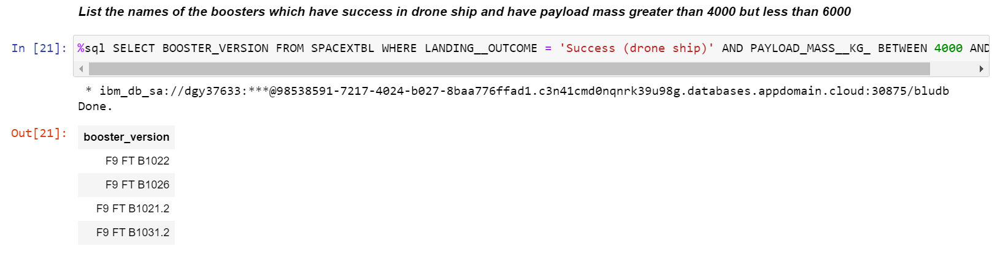 List the names of the boosters which have success in drone ship and have payload mass greater than 4000 but less than 6000
In [21]: %sql SELECT BOOSTER_VERSION FROM SPACEXTBL WHERE LANDING__OUTCOME = 'Success (drone ship)' AND PAYLOAD_MASS__KG_ BETWEEN 4000 AND
* ibm_db_sa://dgy37633:***@98538591-7217-4024-b027-8baa776ffad1.c3n41cmd0nqnrk39u98g.databases.appdomain.cloud:30875/bludb
Done.
Out[21]: booster_version
F9 FT B1022
F9 FT B1026
F9 FT B1021.2
F9 FT B1031.2